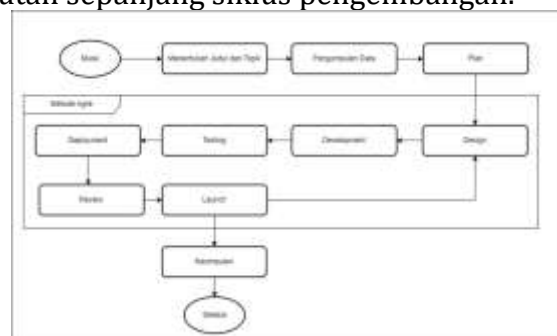 utan sepanjang siklus pengembangan.
Mulai
Menentukan Judul dan Topik
Pengumpulan Data
Plan
Metode Agile
Deployment
Testing
Development
Design
Review
Launch
Kesimpulan
Selesai